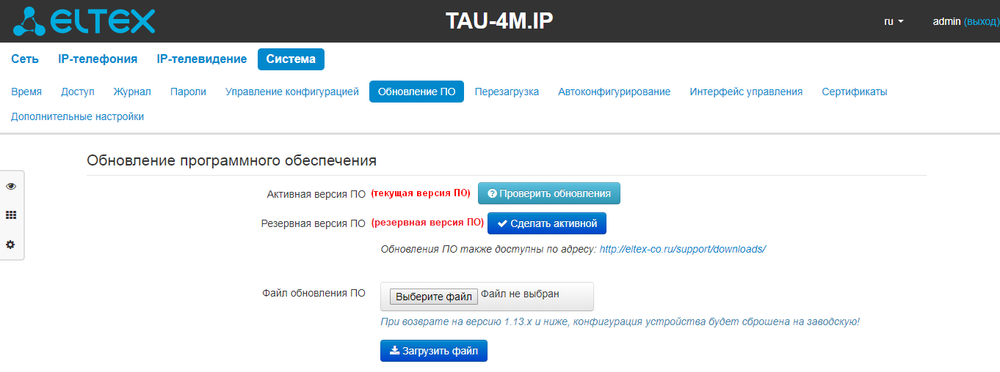 ELTEX TAU-4M.IP ru admin (выход)
Сеть IP-телефония IP-телевидение Система
Время Доступ Журнал Пароли Управление конфигурацией Обновление ПО Перезагрузка Автоконфигурирование Интерфейс управления Сертификаты
Дополнительные настройки
Обновление программного обеспечения
Активная версия ПО (текущая версия ПО) Проверить обновления
Резервная версия ПО (резервная версия ПО) Сделать активной
Обновления ПО также доступны по адресу: http://eltex-co.ru/support/downloads/
Файл обновления ПО Выберите файл Файл не выбран
При возврате на версию 1.13.x и ниже, конфигурация устройства будет сброшена на заводскую!
Загрузить файл